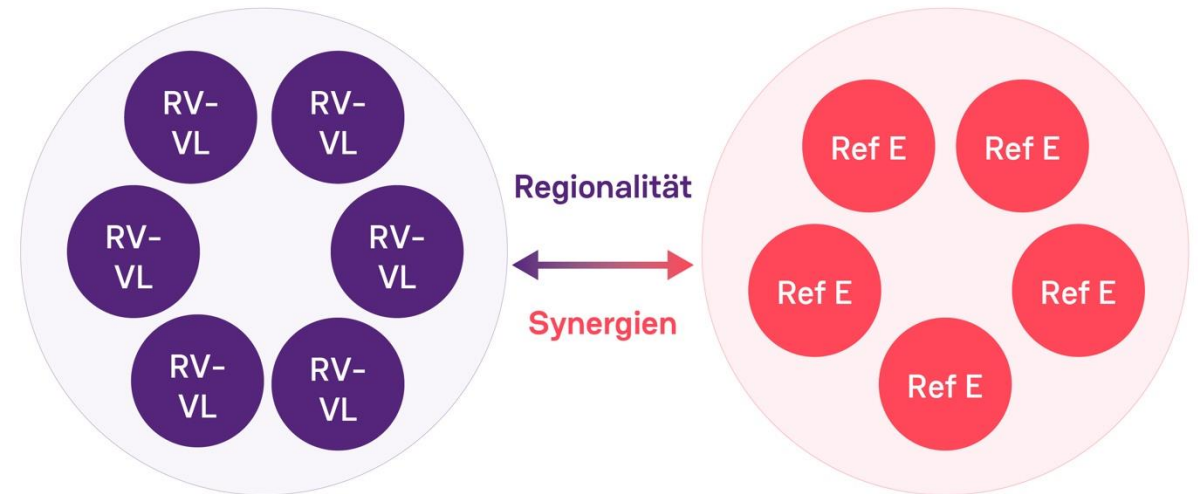 RV-
VL
RV-
VL
RV-
VL
RV-
VL
RV-
VL
RV-
VL
Regionalität
Synergien
Ref E
Ref E
Ref E
Ref E
Ref E